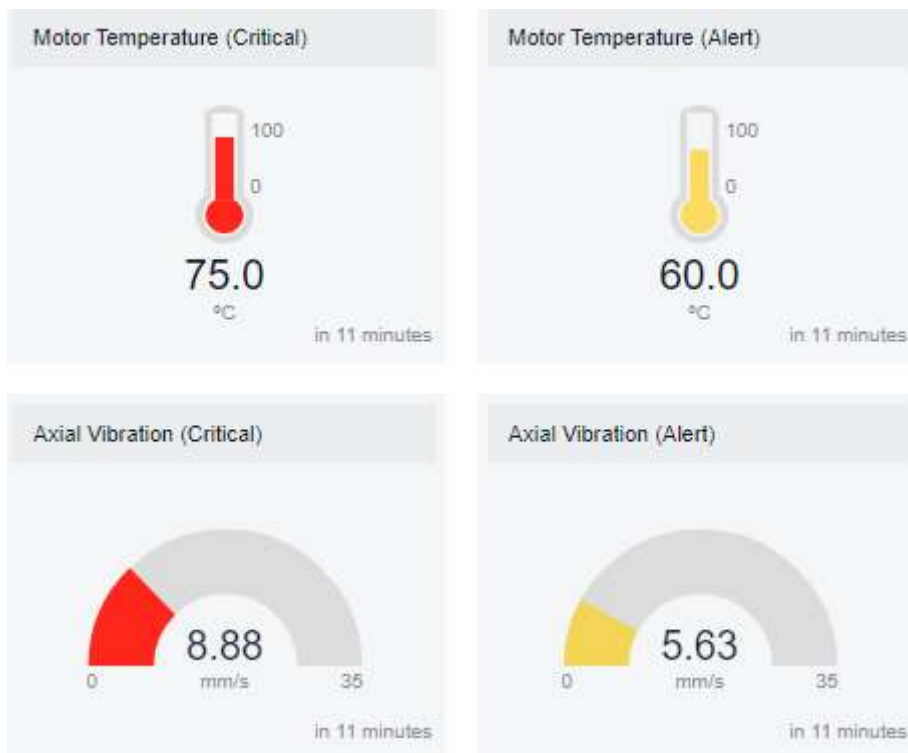 Motor Temperature (Critical)
100
0
75.0
ºC
in 11 minutes
Motor Temperature (Alert)
100
0
60.0
ºC
in 11 minutes
Axial Vibration (Critical)
8.88
mm/s
0
35
in 11 minutes
Axial Vibration (Alert)
5.63
mm/s
0
35
in 11 minutes